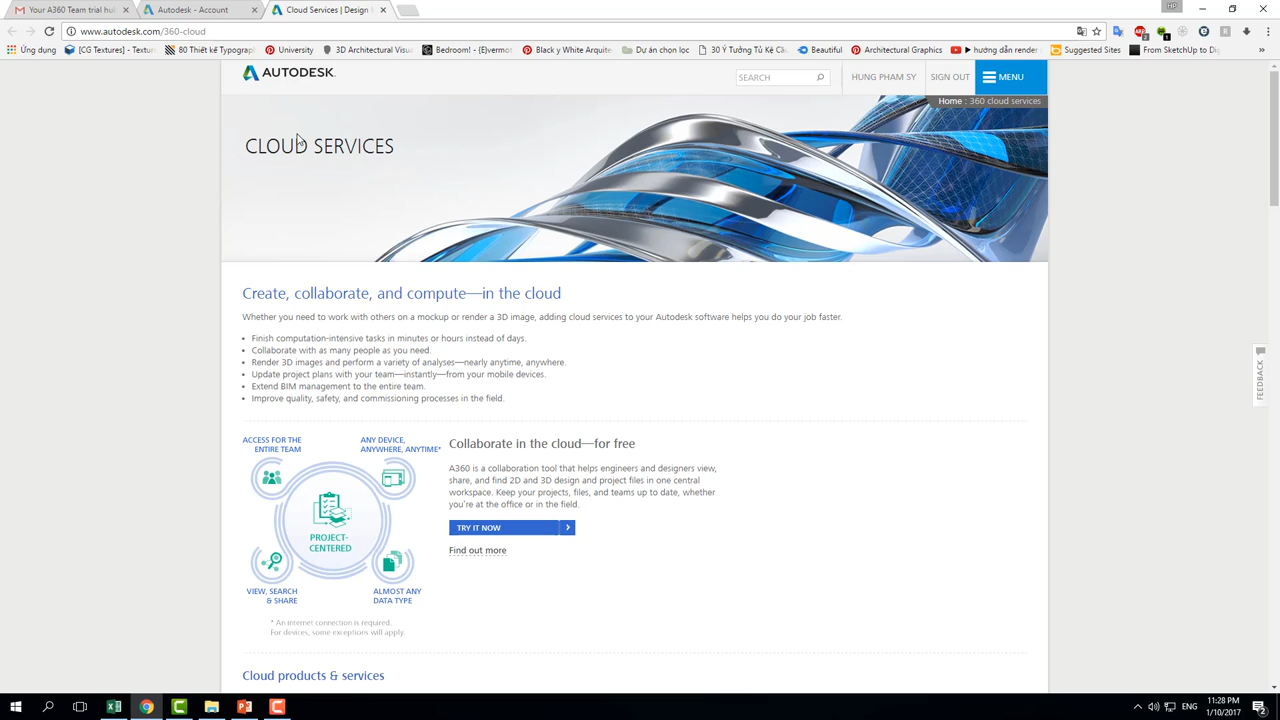 Your A360 Team trial hul
Autodesk - Account
Cloud Services | Design
HP
www.autodesk.com/360-cloud
Ứng dụng
[CG Textures] - Textur
80 Thiết kế Typograph
University
3D Architectural Visua
Bedroom - (Evermot
Black y White Arquite
Dự án chọn lọc
30 Ý Tưởng Tủ Kệ Cầ
Beautiful
Architectural Graphics
hướng dẫn render
Suggested Sites
From SketchUp to Dig
AUTODESK.
SEARCH
HUNG PHAM SY
SIGN OUT
MENU
Home : 360 cloud services
CLOUD SERVICES
Create, collaborate, and compute—in the cloud
Whether you need to work with others on a mockup or render a 3D image, adding cloud services to your Autodesk software helps you do your job faster.
• Finish computation-intensive tasks in minutes or hours instead of days.
• Collaborate with as many people as you need.
• Render 3D images and perform a variety of analyses—nearly anytime, anywhere.
• Update project plans with your team—instantly—from your mobile devices.
• Extend BIM management to the entire team.
• Improve quality, safety, and commissioning processes in the field.
FEEDBACK
ACCESS FOR THE
ENTIRE TEAM
ANY DEVICE,
ANYWHERE, ANYTIME*
PROJECT-
CENTERED
VIEW, SEARCH
& SHARE
ALMOST ANY
DATA TYPE
* An internet connection is required.
For devices, some exceptions will apply.
Collaborate in the cloud—for free
A360 is a collaboration tool that helps engineers and designers view,
share, and find 2D and 3D design and project files in one central
workspace. Keep your projects, files, and teams up to date, whether
you're at the office or in the field.
TRY IT NOW
Find out more
Cloud products & services
ENG
11:28 PM
1/10/2017
2